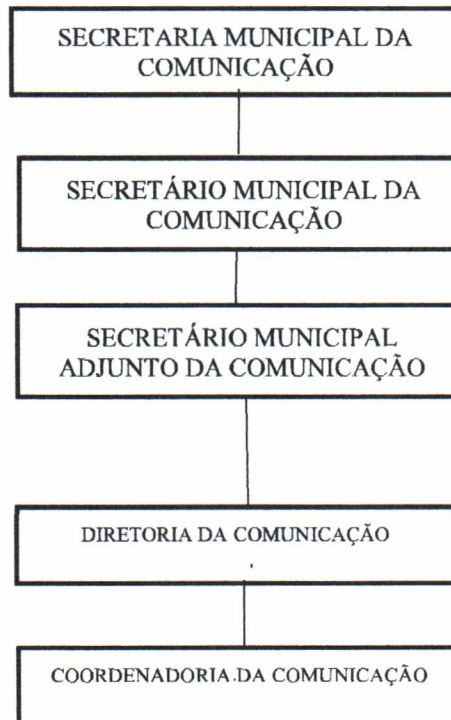 SECRETARIA MUNICIPAL DA
COMUNICAÇÃO
SECRETÁRIO MUNICIPAL DA
COMUNICAÇÃO
SECRETÁRIO MUNICIPAL
ADJUNTO DA COMUNICAÇÃO
DIRETORIA DA COMUNICAÇÃO
COORDENADORIA DA COMUNICAÇÃO